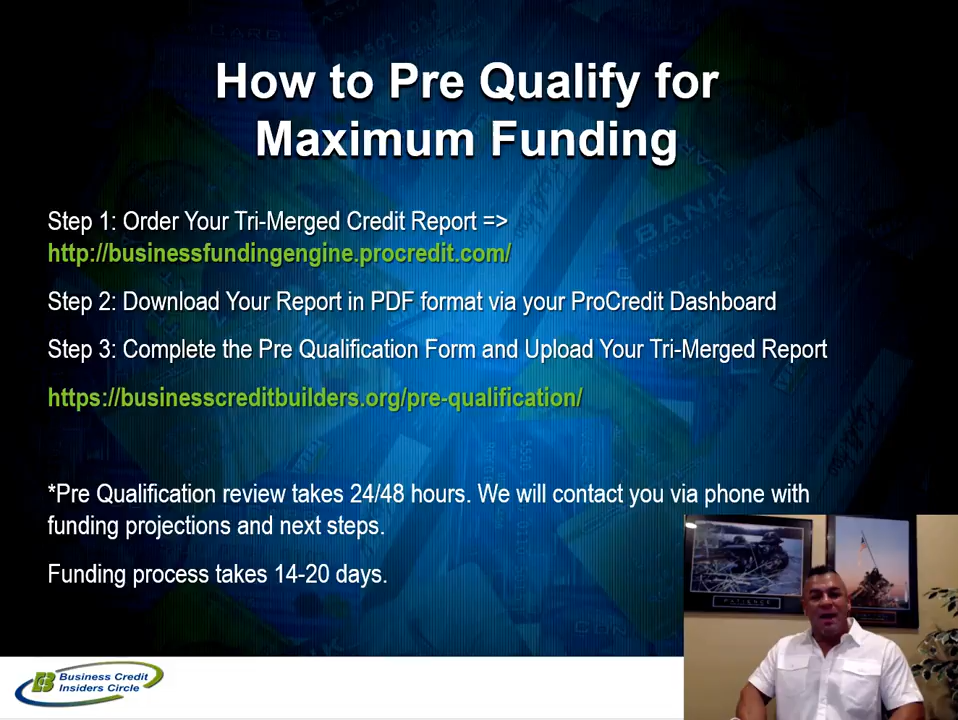 How to Pre Qualify for
Maximum Funding
Step 1: Order Your Tri-Merged Credit Report =>
http://businessfundingengine.procredit.com/
Step 2: Download Your Report in PDF format via your ProCredit Dashboard
Step 3: Complete the Pre Qualification Form and Upload Your Tri-Merged Report
https://businesscreditbuilders.org/pre-qualification/
*Pre Qualification review takes 24/48 hours. We will contact you via phone with
funding projections and next steps.
Funding process takes 14-20 days.
PATIENCE
Business Credit
Insiders Circle